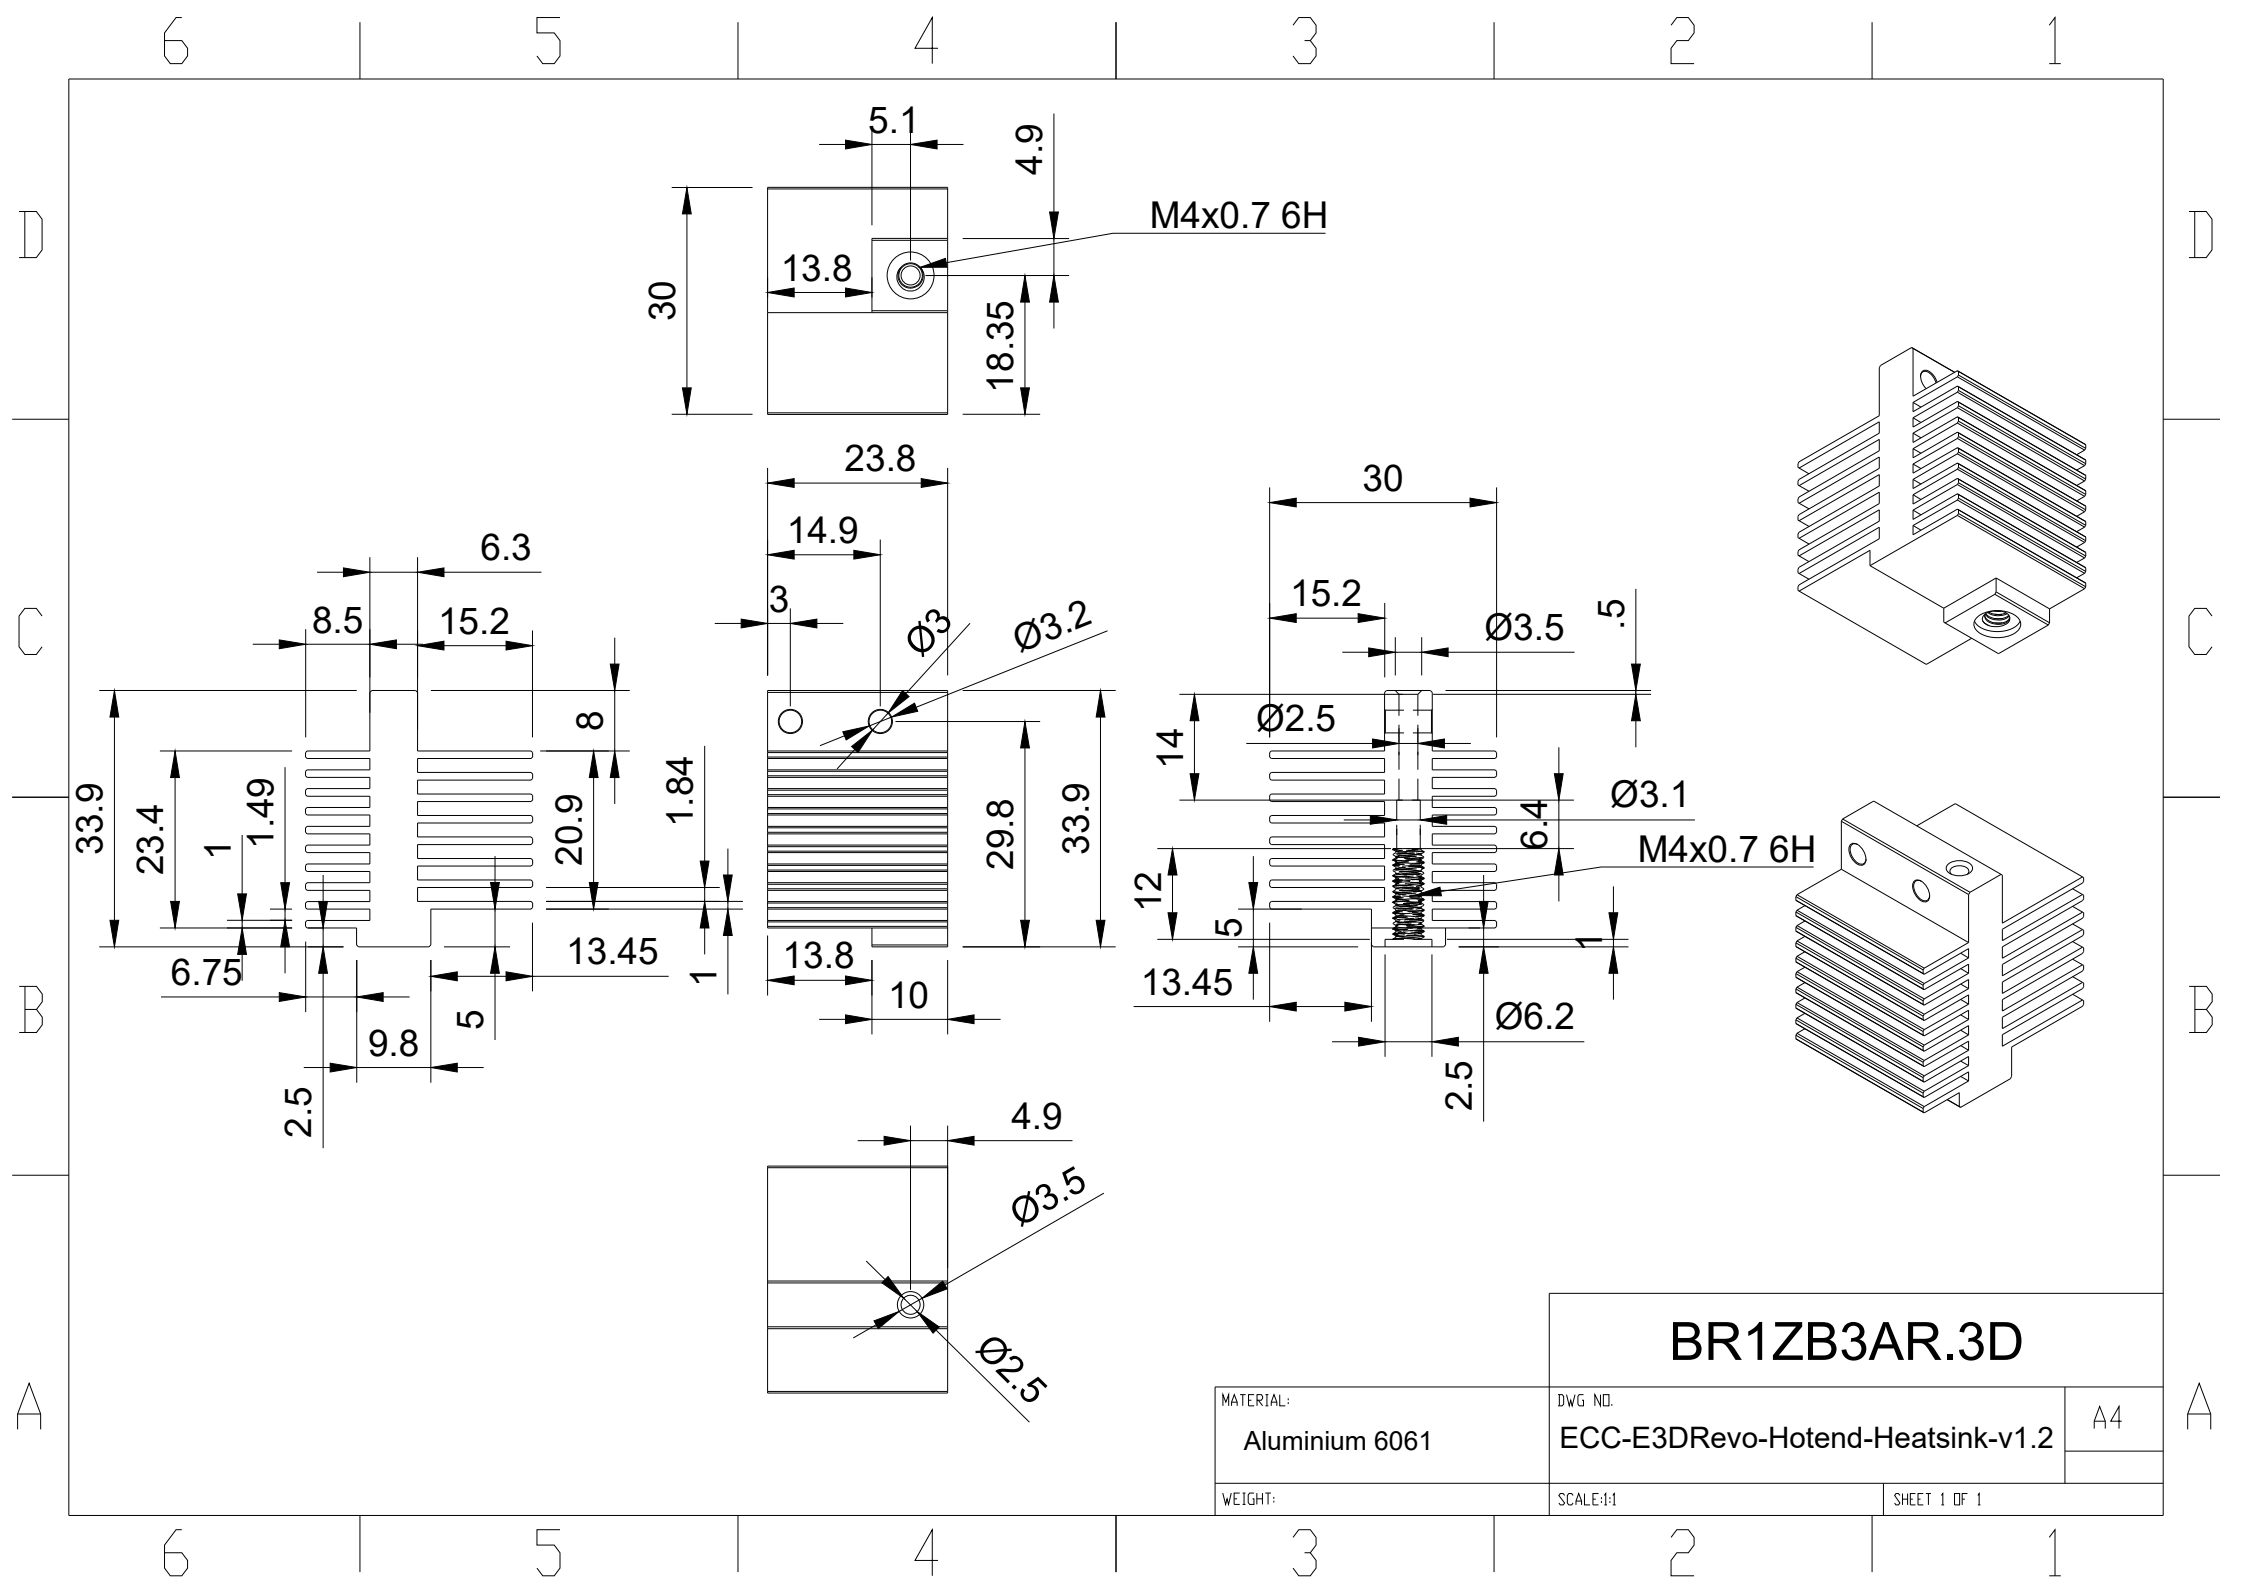 6 5 4 3 2 1
D D
C C
B B
A A
5.1
4.9
M4x0.7 6H
13.8
30
18.35
23.8
14.9
3
Ø3
Ø3.2
29.8
33.9
13.8
10
6.3
8.5
15.2
8
33.9
23.4
1
1.49
20.9
1.84
1
6.75
13.45
5
9.8
2.5
30
15.2
.5
Ø3.5
Ø2.5
14
Ø3.1
6.4
M4x0.7 6H
12
5
1
13.45
Ø6.2
2.5
4.9
Ø3.5
Ø2.5
BR1ZB3AR.3D
MATERIAL:
Aluminium 6061
DWG NO.
ECC-E3DRevo-Hotend-Heatsink-v1.2
A4
WEIGHT:
SCALE:1:1
SHEET 1 OF 1
6 5 4 3 2 1